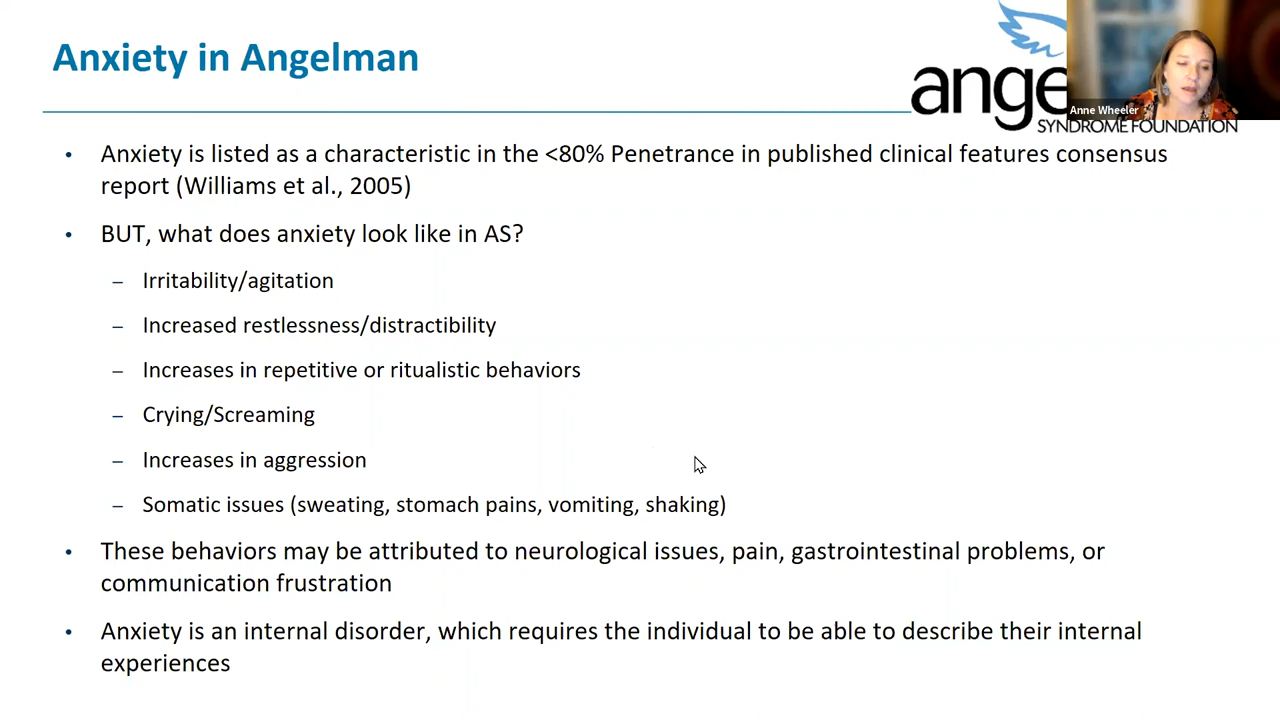 Anxiety in Angelman
ange
SYNDROME FOUNDATION
Anne Wheeler
• Anxiety is listed as a characteristic in the <80% Penetrance in published clinical features consensus
report (Williams et al., 2005)
• BUT, what does anxiety look like in AS?
– Irritability/agitation
– Increased restlessness/distractibility
– Increases in repetitive or ritualistic behaviors
– Crying/Screaming
– Increases in aggression
– Somatic issues (sweating, stomach pains, vomiting, shaking)
• These behaviors may be attributed to neurological issues, pain, gastrointestinal problems, or
communication frustration
• Anxiety is an internal disorder, which requires the individual to be able to describe their internal
experiences